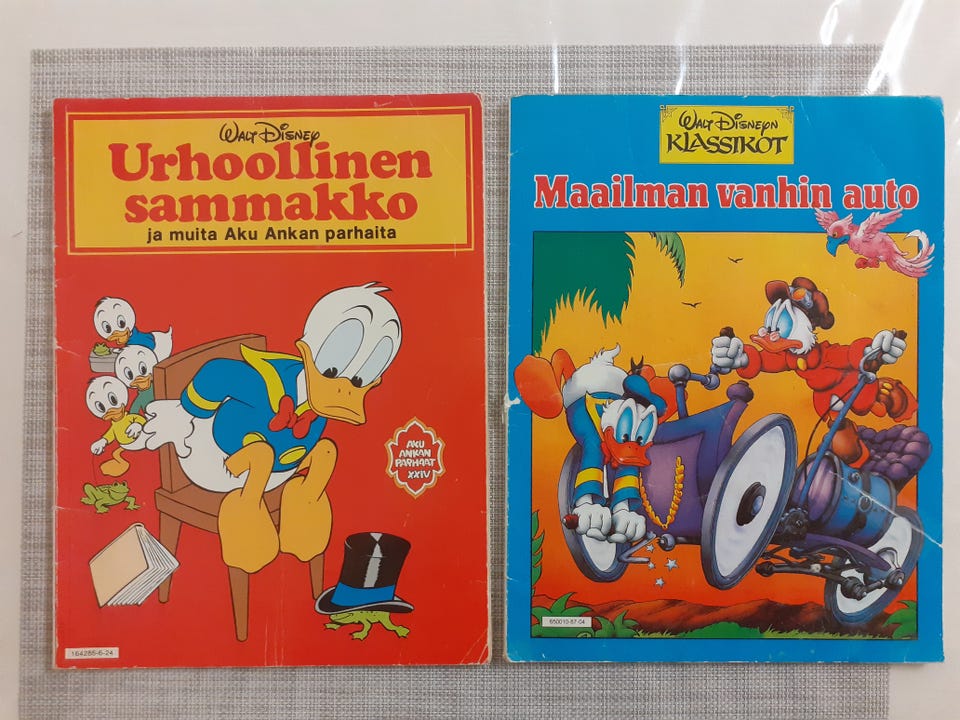 WALT DISNEY
Urhoollinen
sammakko
ja muita Aku Ankan parhaita
AKU
ANKAN
PARHAAT
XXIV
164286-6-24
WALT DISNEYN
KLASSIKOT
Maailman vanhin auto
650010-87-04